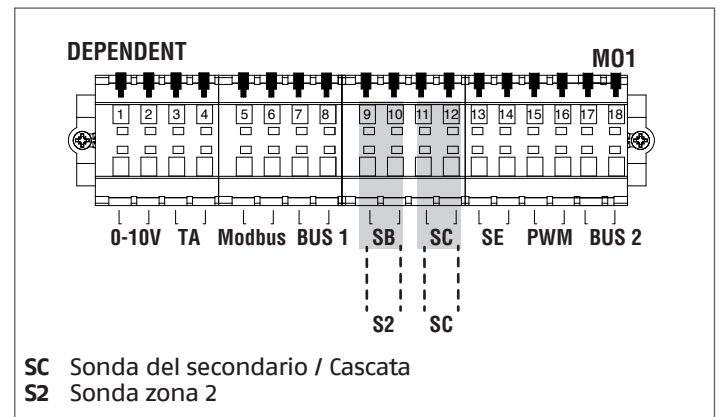 DEPENDENT MO1
1 2 3 4 5 6 7 8 9 10 11 12 13 14 15 16 17 18
0-10V TA Modbus BUS 1 SB SC SE PWM BUS 2
S2 SC
SC Sonda del secondario / Cascata
S2 Sonda zona 2